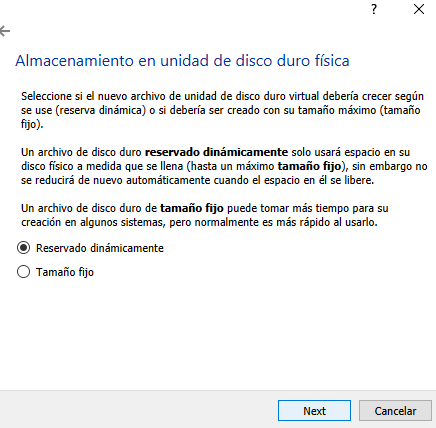 ?
Almacenamiento en unidad de disco duro física
Seleccione si el nuevo archivo de unidad de disco duro virtual debería crecer según
se use (reserva dinámica) o si debería ser creado con su tamaño máximo (tamaño
fijo).
Un archivo de disco duro reservado dinámicamente solo usará espacio en su
disco físico a medida que se llena (hasta un máximo tamaño fijo), sin embargo no
se reducirá de nuevo automáticamente cuando el espacio en él se libere.
Un archivo de disco duro de tamaño fijo puede tomar más tiempo para su
creación en algunos sistemas, pero normalmente es más rápido al usarlo.
Reservado dinámicamente
Tamaño fijo
Next
Cancelar